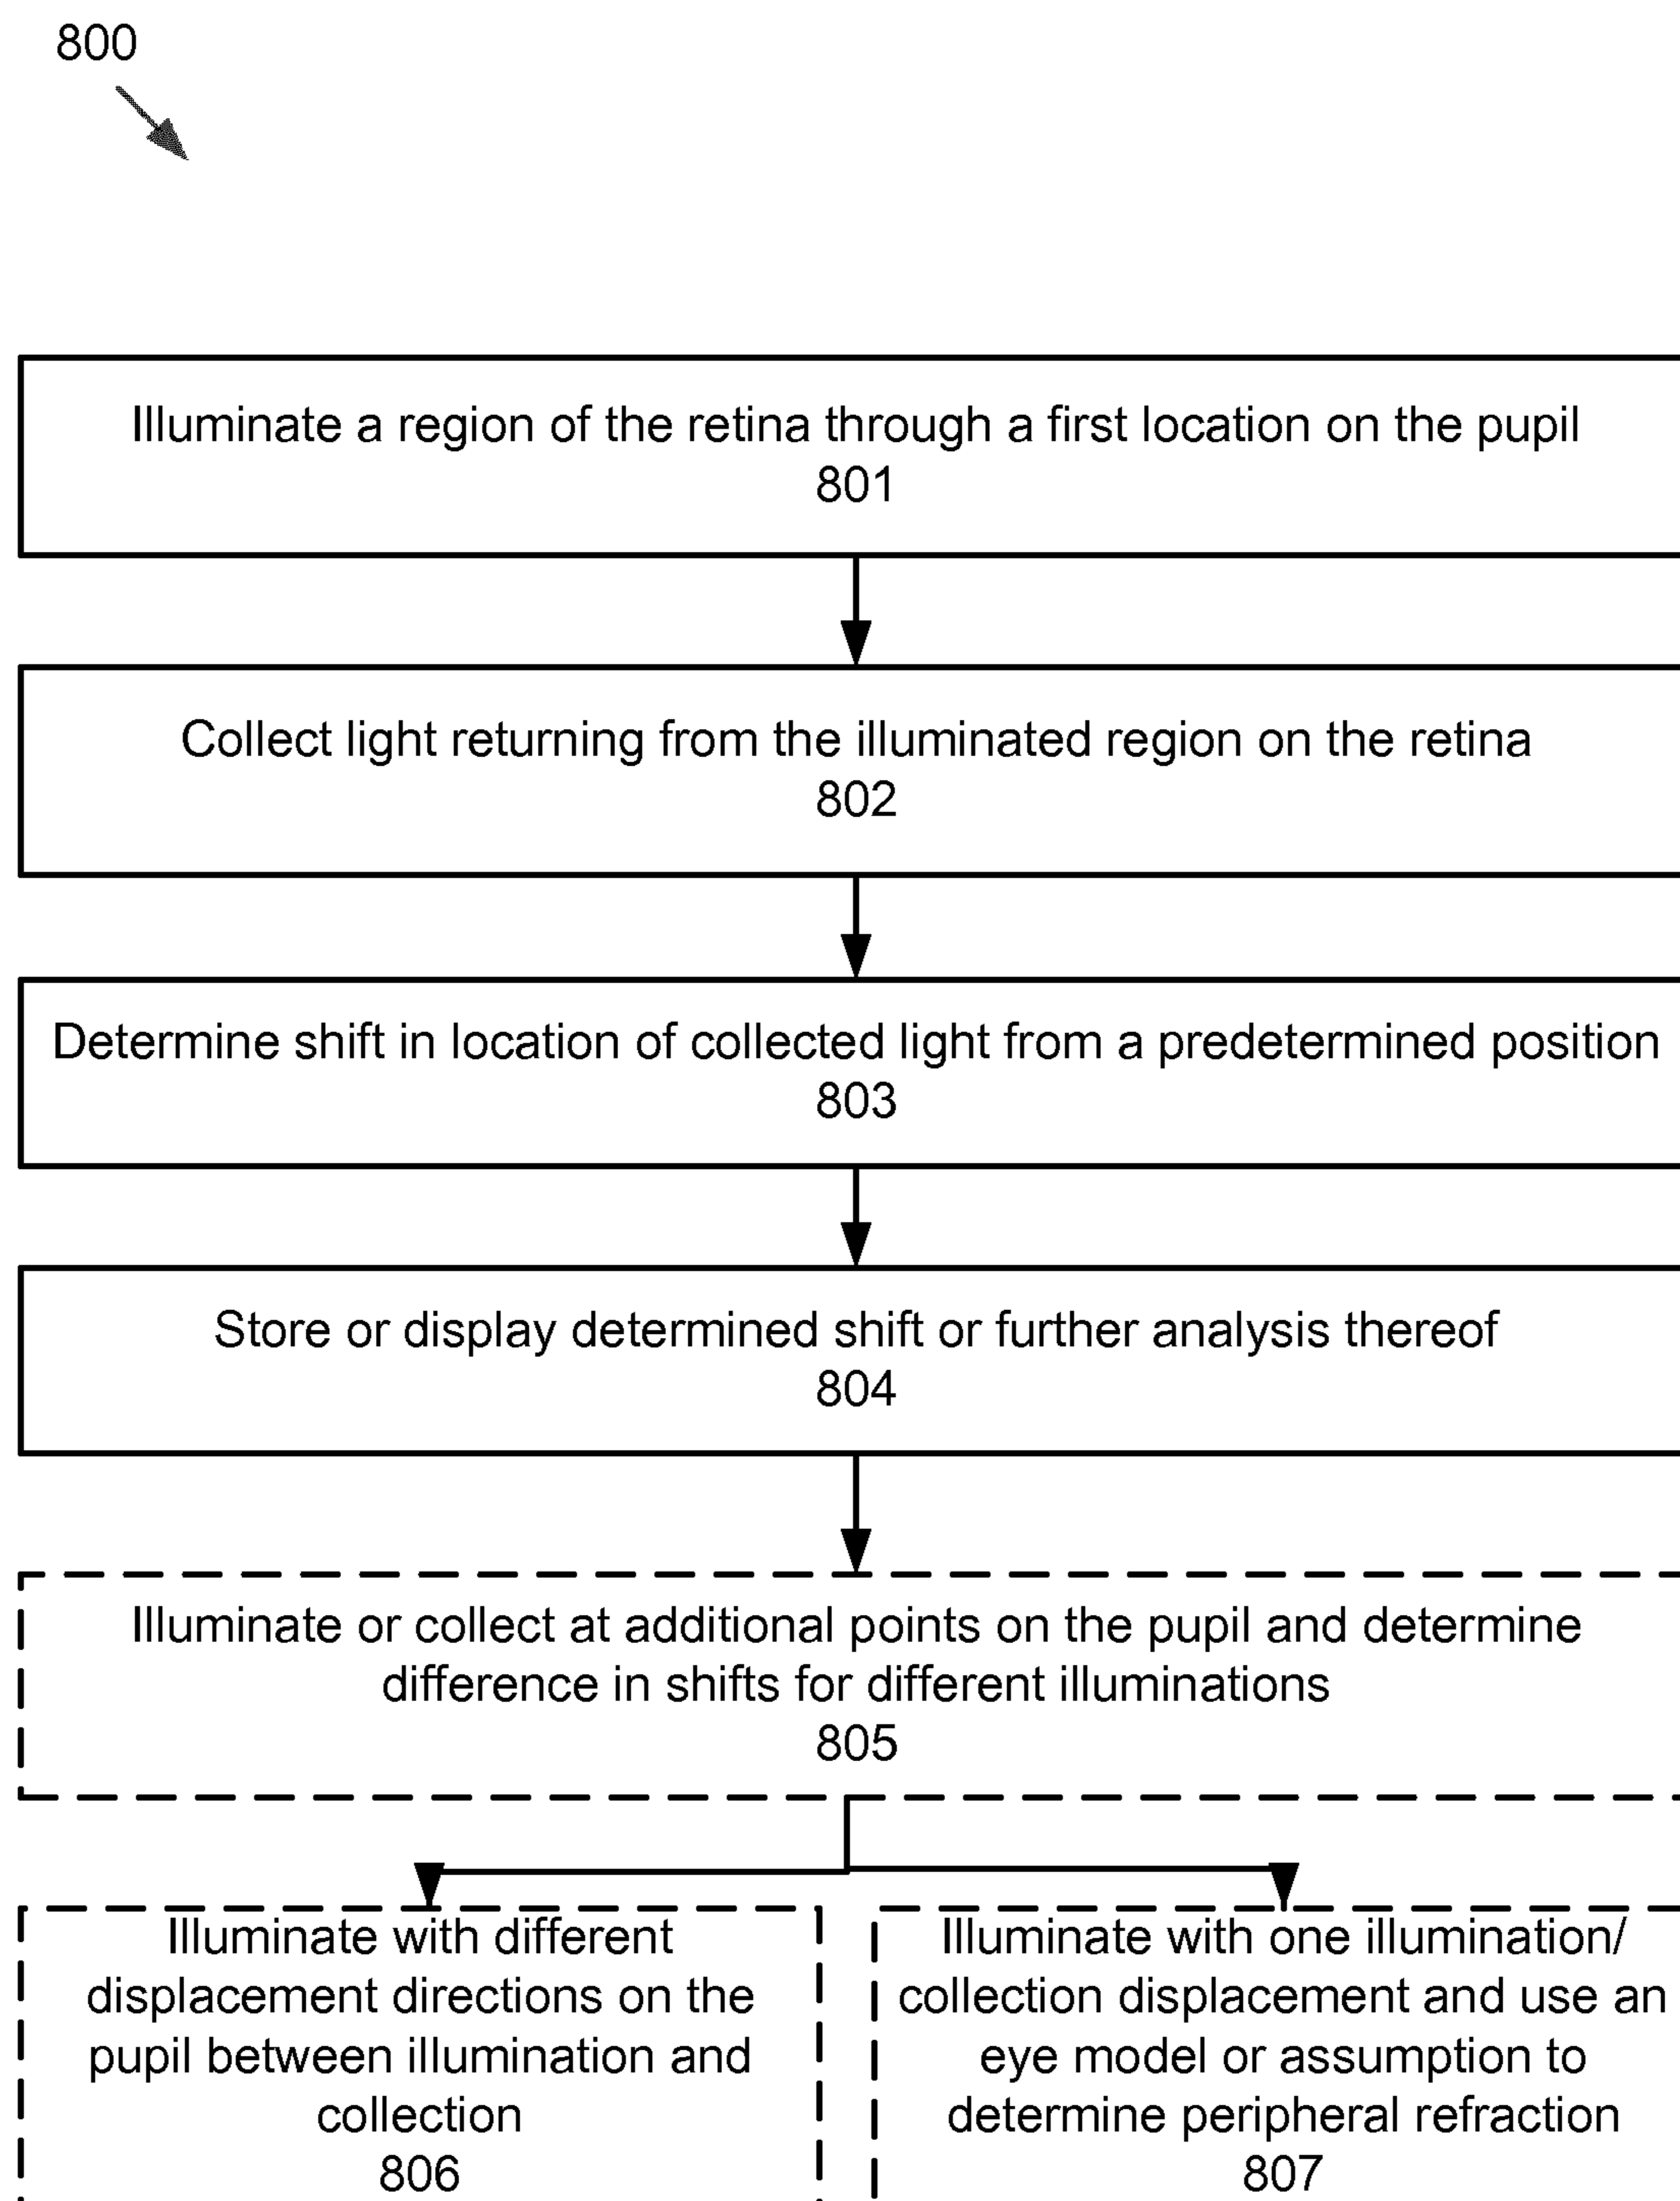 800
Illuminate a region of the retina through a first location on the pupil
801
Collect light returning from the illuminated region on the retina
802
Determine shift in location of collected light from a predetermined position
803
Store or display determined shift or further analysis thereof
804
Illuminate or collect at additional points on the pupil and determine
difference in shifts for different illuminations
805
Illuminate with different
displacement directions on the
pupil between illumination and
collection
806
Illuminate with one illumination/
collection displacement and use an
eye model or assumption to
determine peripheral refraction
807